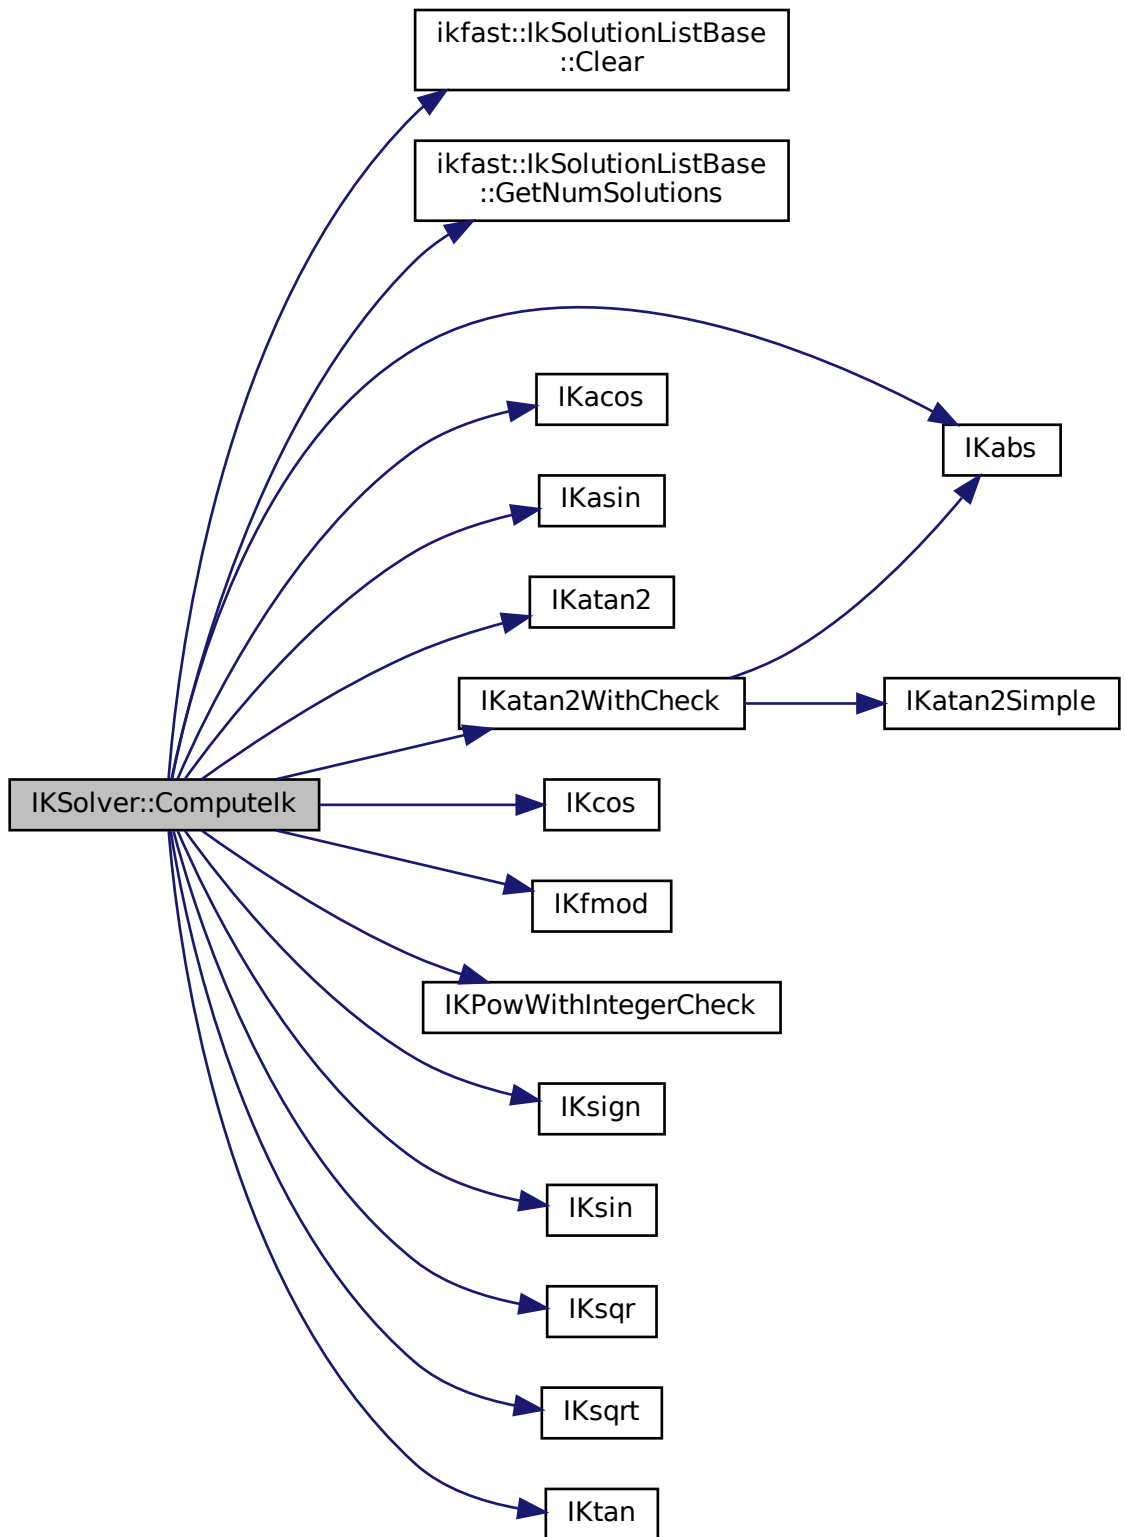 ikfast::IkSolutionListBase
::Clear
ikfast::IkSolutionListBase
::GetNumSolutions
IKacos
IKabs
IKasin
IKatan2
IKatan2WithCheck
IKatan2Simple
IKSolver::ComputeIk
IKcos
IKfmod
IKPowWithIntegerCheck
IKsign
IKsin
IKsqr
IKsqrt
IKtan